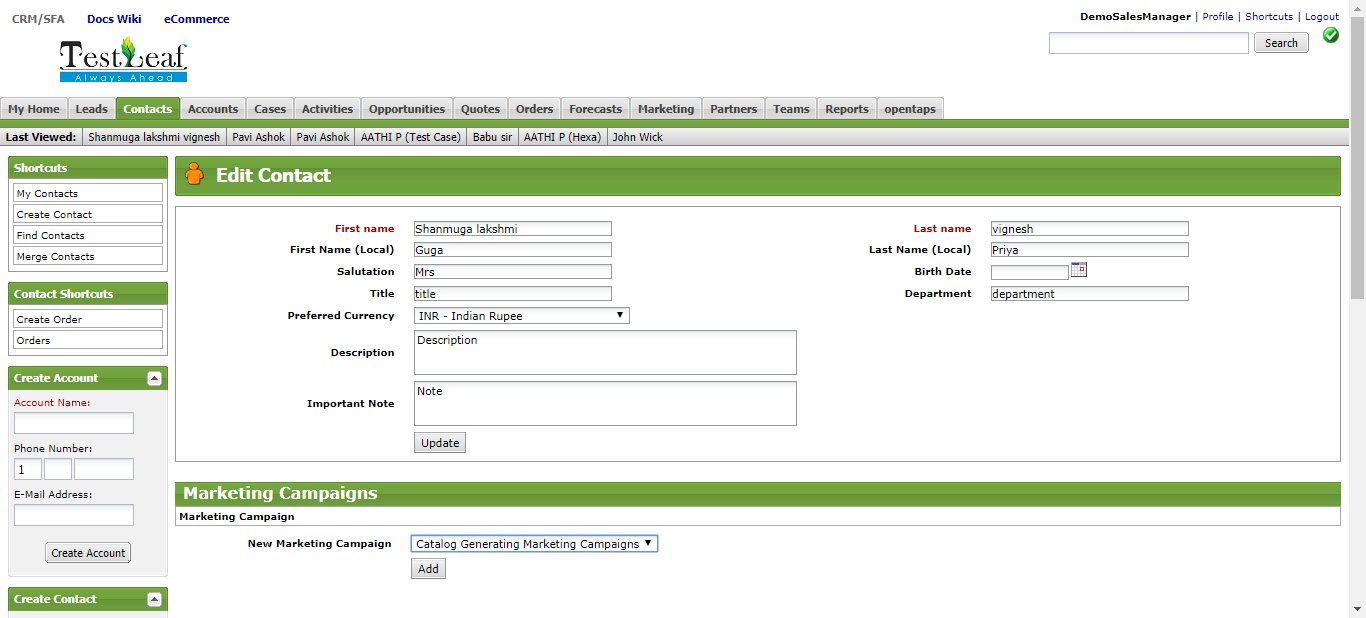 CRM/SFA Docs Wiki eCommerce
DemoSalesManager | Profile | Shortcuts | Logout
Search
TestLeaf
Always Ahead
My Home Leads Contacts Accounts Cases Activities Opportunities Quotes Orders Forecasts Marketing Partners Teams Reports opentaps
Last Viewed: Shanmuga lakshmi vignesh Pavi Ashok Pavi Ashok AATHI P (Test Case) Babu sir AATHI P (Hexa) John Wick
Shortcuts
My Contacts
Create Contact
Find Contacts
Merge Contacts
Contact Shortcuts
Create Order
Orders
Create Account
Account Name:
Phone Number:
1
E-Mail Address:
Create Account
Create Contact
Edit Contact
First name Shanmuga lakshmi Last name vignesh
First Name (Local) Guga Last Name (Local) Priya
Salutation Mrs Birth Date
Title title Department department
Preferred Currency INR - Indian Rupee
Description Description
Important Note Note
Update
Marketing Campaigns
Marketing Campaign
New Marketing Campaign Catalog Generating Marketing Campaigns
Add